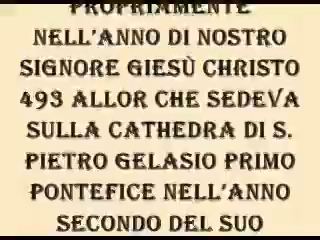 PROPRIAMENTE
NELL'ANNO DI NOSTRO
SIGNORE GIESÙ CHRISTO
493 ALLOR CHE SEDEVA
SULLA CATHEDRA DI S.
PIETRO GELASIO PRIMO
PONTEFICE NELL'ANNO
SECONDO DEL SUO